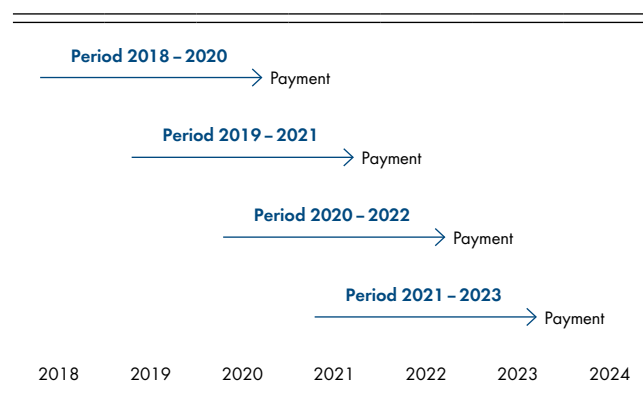 Period 2018 – 2020
Payment
Period 2019 – 2021
Payment
Period 2020 – 2022
Payment
Period 2021 – 2023
Payment
2018 2019 2020 2021 2022 2023 2024